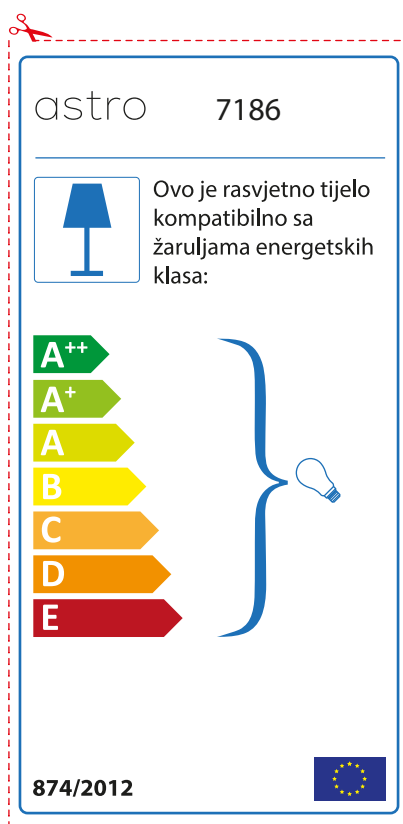 astro 7186
Ovo je rasvjetno tijelo
kompatibilno sa
žaruljama energetskih
klasa:
A++
A+
A
B
C
D
E
874/2012